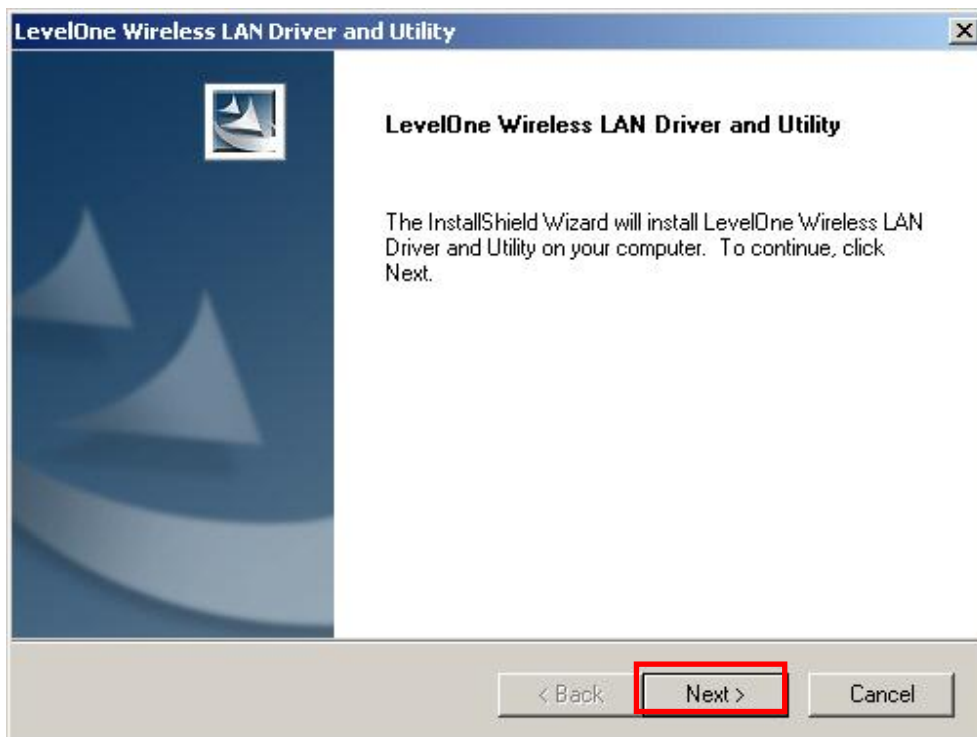 LevelOne Wireless LAN Driver and Utility
LevelOne Wireless LAN Driver and Utility
The InstallShield Wizard will install LevelOne Wireless LAN
Driver and Utility on your computer.  To continue, click
Next.
< Back
Next >
Cancel